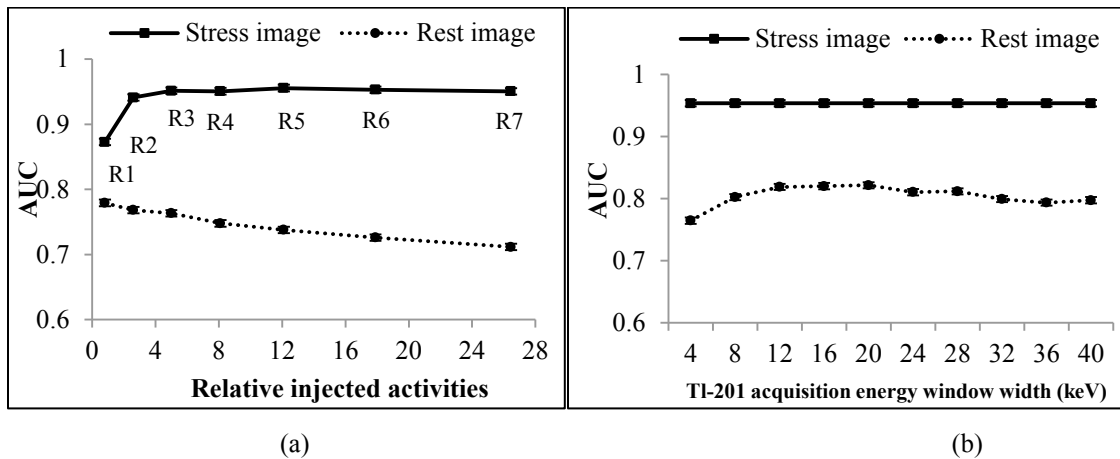 Stress image Rest image
1
0.9
0.8
0.7
0.6
AUC
R1
R2
R3
R4
R5
R6
R7
0 4 8 12 16 20 24 28
Relative injected activities
(a)
Stress image Rest image
1
0.9
0.8
0.7
0.6
AUC
4 8 12 16 20 24 28 32 36 40
Tl-201 acquisition energy window width (keV)
(b)